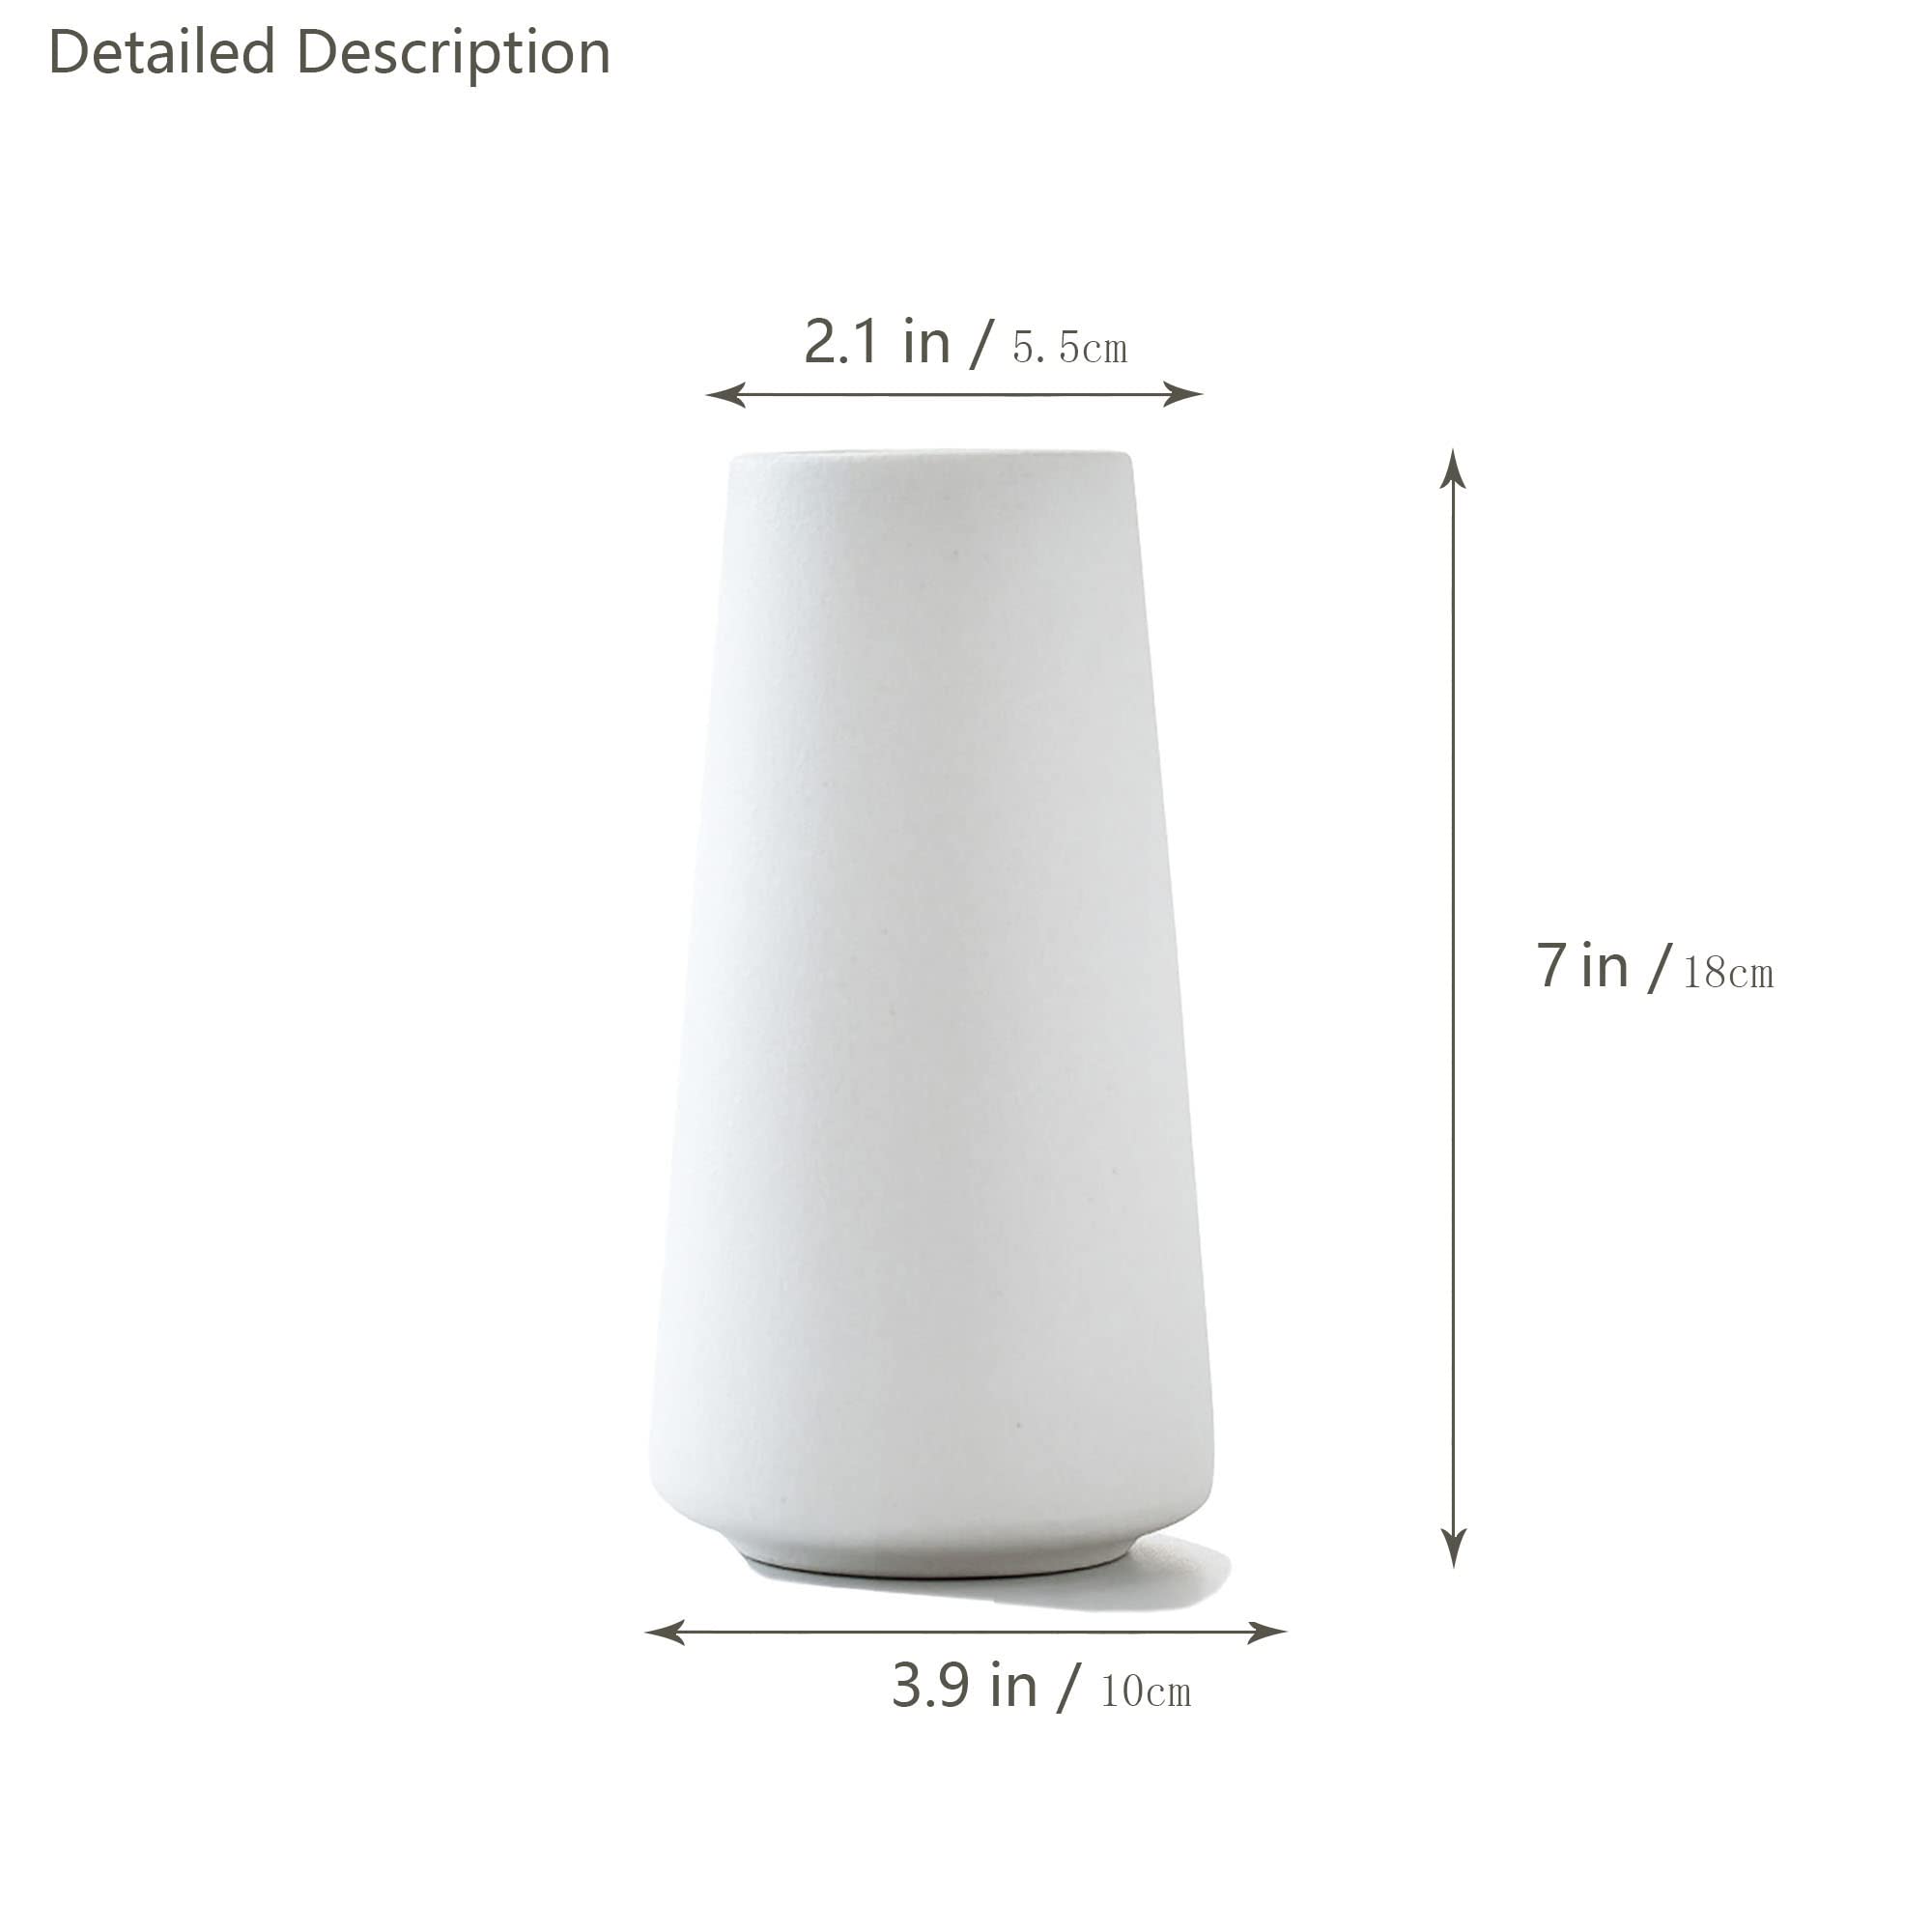 Detailed Description
2.1 in / 5.5cm
7 in / 18cm
3.9 in / 10cm